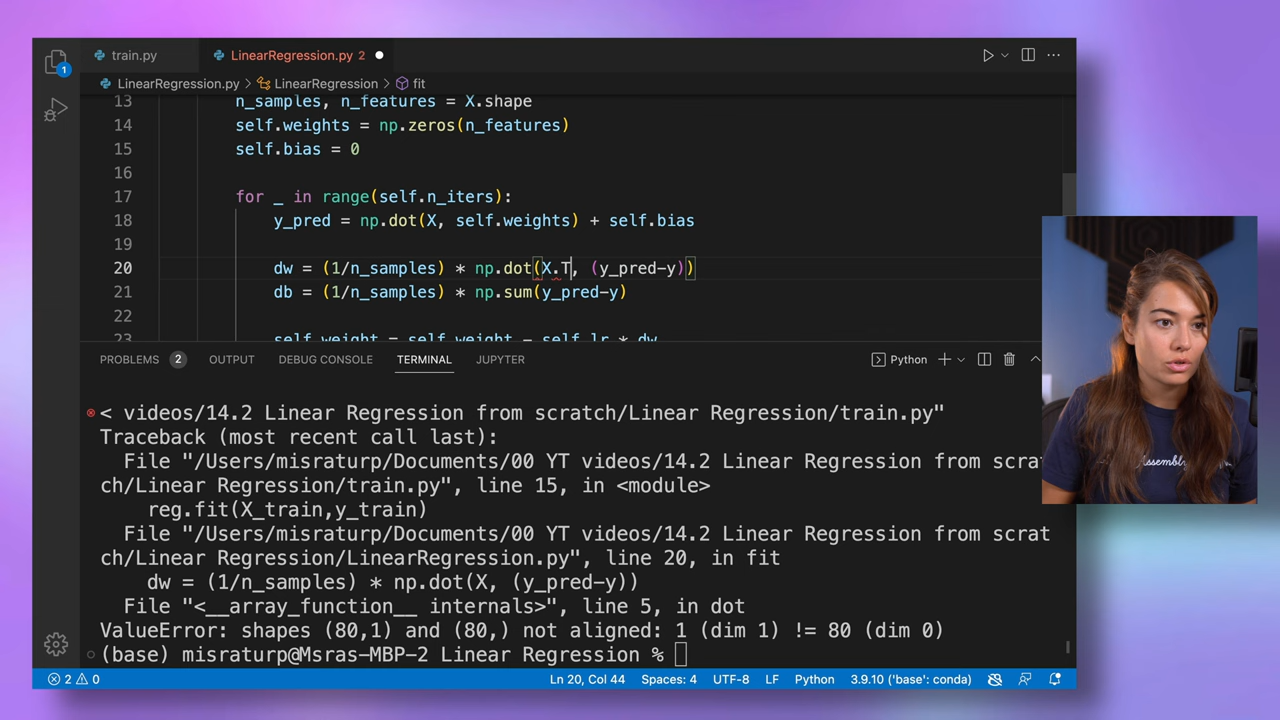 1
train.py
LinearRegression.py 2
LinearRegression.py > LinearRegression > fit
13 n_samples, n_features = X.shape
14 self.weights = np.zeros(n_features)
15 self.bias = 0
16
17 for _ in range(self.n_iters):
18 y_pred = np.dot(X, self.weights) + self.bias
19
20 dw = (1/n_samples) * np.dot(X.T, (y_pred-y))
21 db = (1/n_samples) * np.sum(y_pred-y)
22
23 self.weight = self.weight - self.lr * dw
PROBLEMS 2 OUTPUT DEBUG CONSOLE TERMINAL JUPYTER Python
< videos/14.2 Linear Regression from scratch/Linear Regression/train.py"
Traceback (most recent call last):
File "/Users/misraturp/Documents/00 YT videos/14.2 Linear Regression from scrat
ch/Linear Regression/train.py", line 15, in <module>
reg.fit(X_train,y_train)
File "/Users/misraturp/Documents/00 YT videos/14.2 Linear Regression from scrat
ch/Linear Regression/LinearRegression.py", line 20, in fit
dw = (1/n_samples) * np.dot(X, (y_pred-y))
File "<__array_function__ internals>", line 5, in dot
ValueError: shapes (80,1) and (80,) not aligned: 1 (dim 1) != 80 (dim 0)
(base) misraturp@Msras-MBP-2 Linear Regression %
2 0 Ln 20, Col 44 Spaces: 4 UTF-8 LF Python 3.9.10 ('base': conda)
Assembly